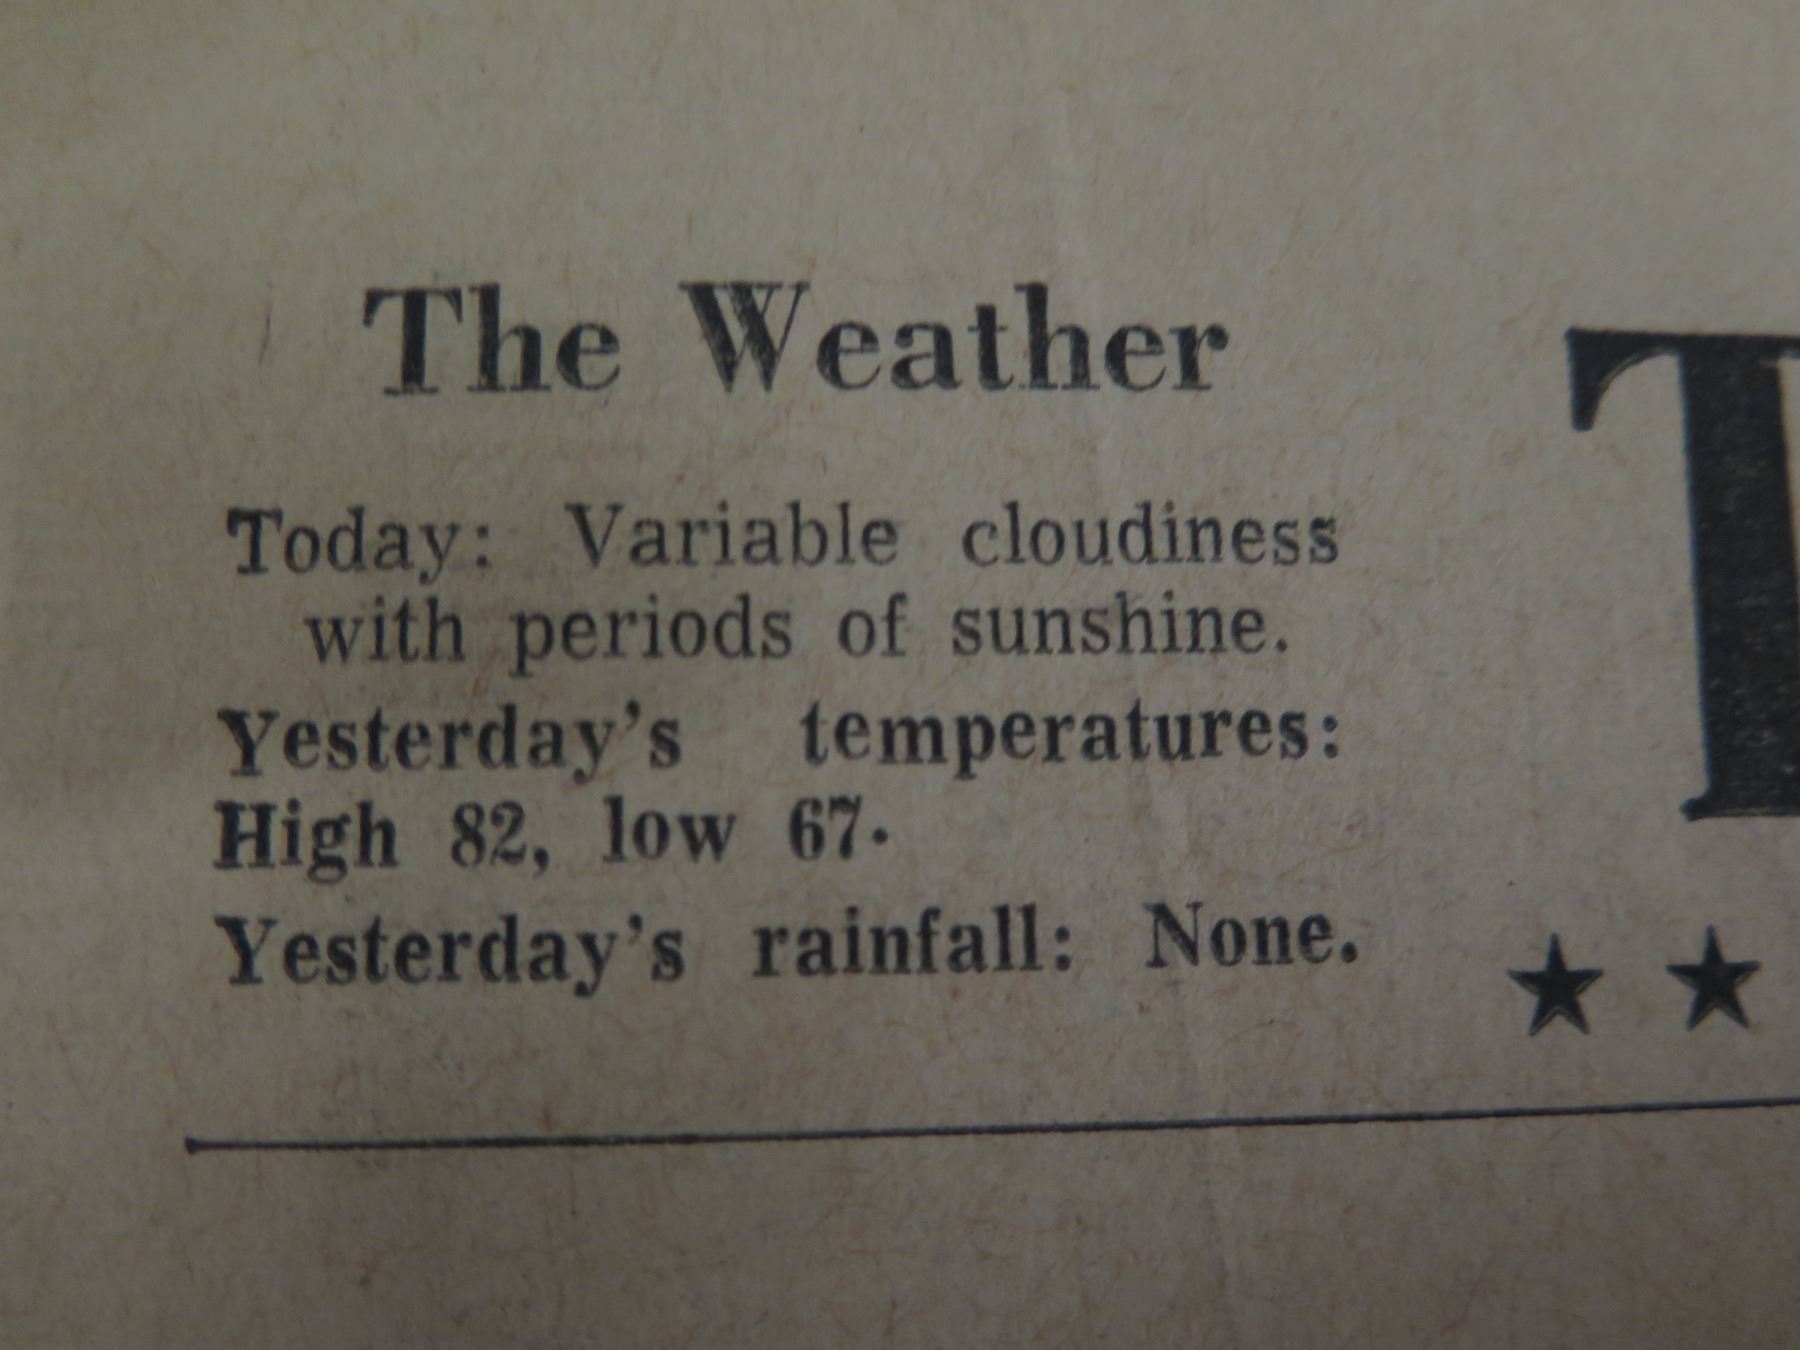 The Weather
Today: Variable cloudiness
with periods of sunshine.
Yesterday's temperatures:
High 82, low 67.
Yesterday's rainfall: None.
T
★ ★